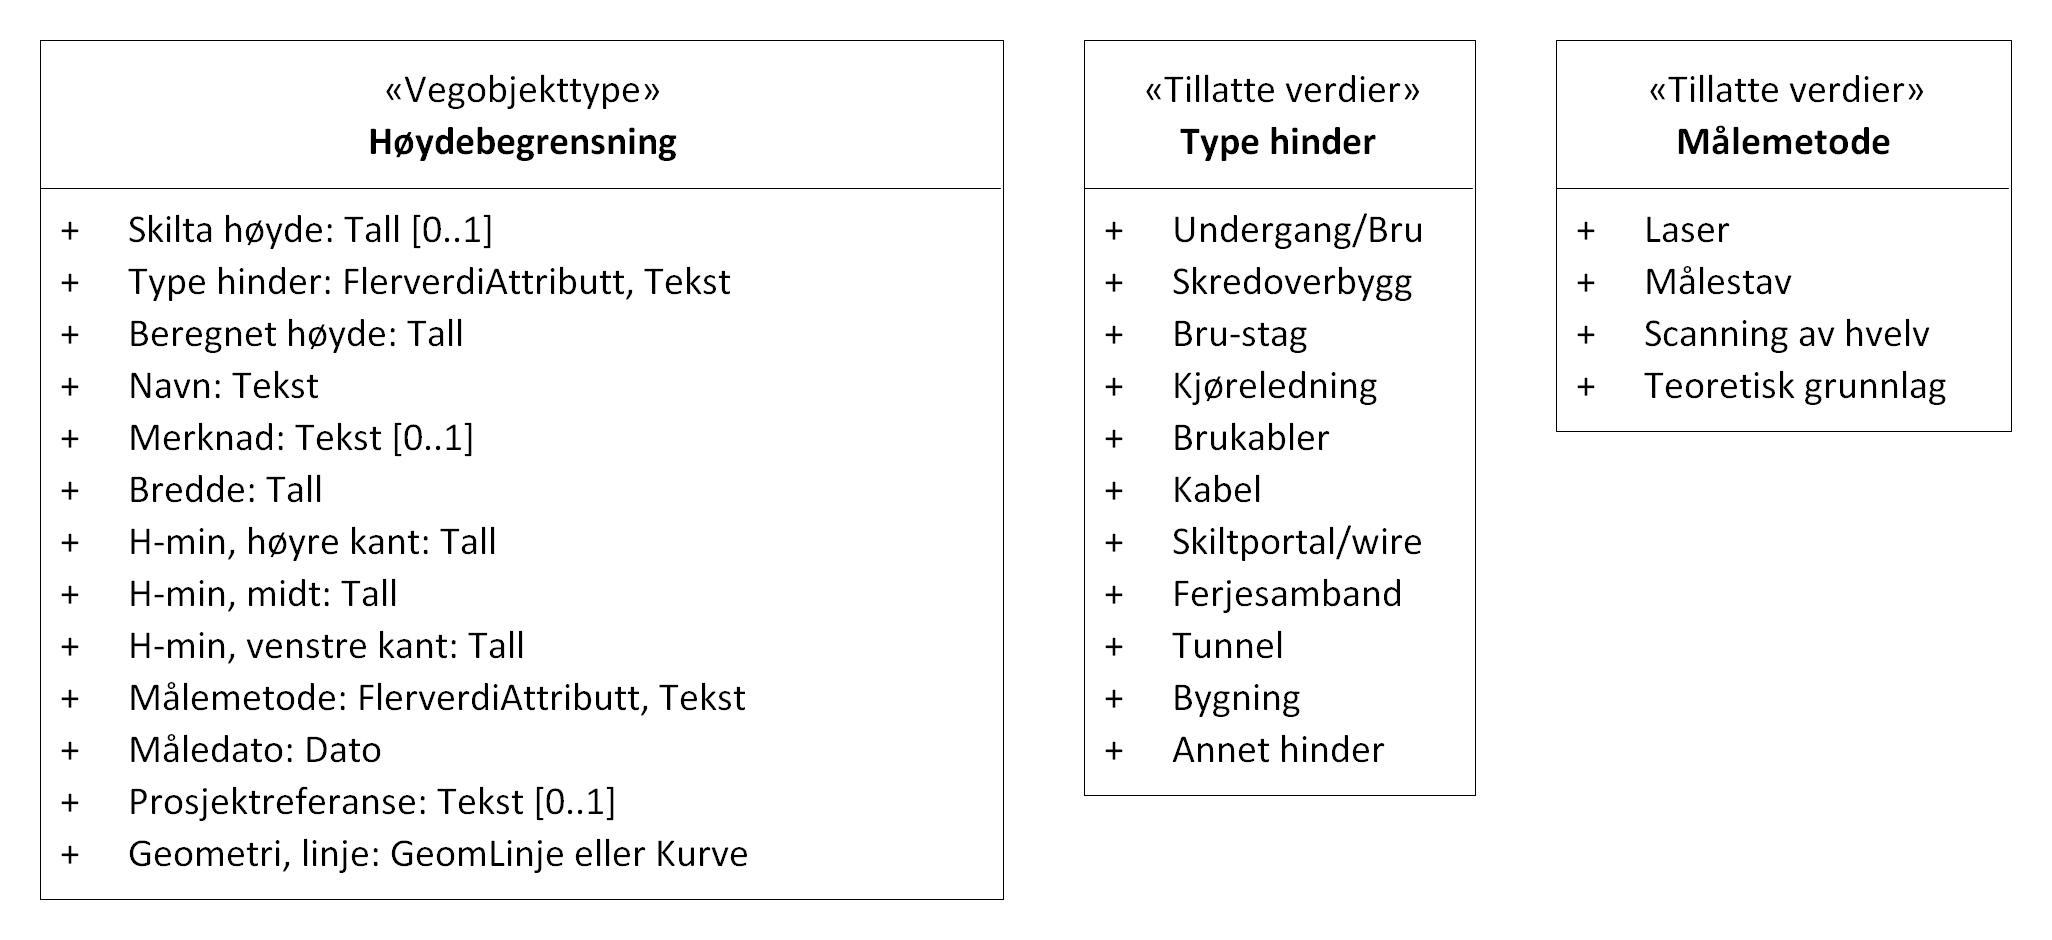 «Vegobjekttype»
Høydebegrensning
+ Skilta høyde: Tall [0..1]
+ Type hinder: FlerverdiAttributt, Tekst
+ Beregnet høyde: Tall
+ Navn: Tekst
+ Merknad: Tekst [0..1]
+ Bredde: Tall
+ H-min, høyre kant: Tall
+ H-min, midt: Tall
+ H-min, venstre kant: Tall
+ Målemetode: FlerverdiAttributt, Tekst
+ Måledato: Dato
+ Prosjektreferanse: Tekst [0..1]
+ Geometri, linje: GeomLinje eller Kurve
«Tillatte verdier»
Type hinder
+ Undergang/Bru
+ Skredoverbygg
+ Bru-stag
+ Kjøreledning
+ Brukabler
+ Kabel
+ Skiltportal/wire
+ Ferjesamband
+ Tunnel
+ Bygning
+ Annet hinder
«Tillatte verdier»
Målemetode
+ Laser
+ Målestav
+ Scanning av hvelv
+ Teoretisk grunnlag